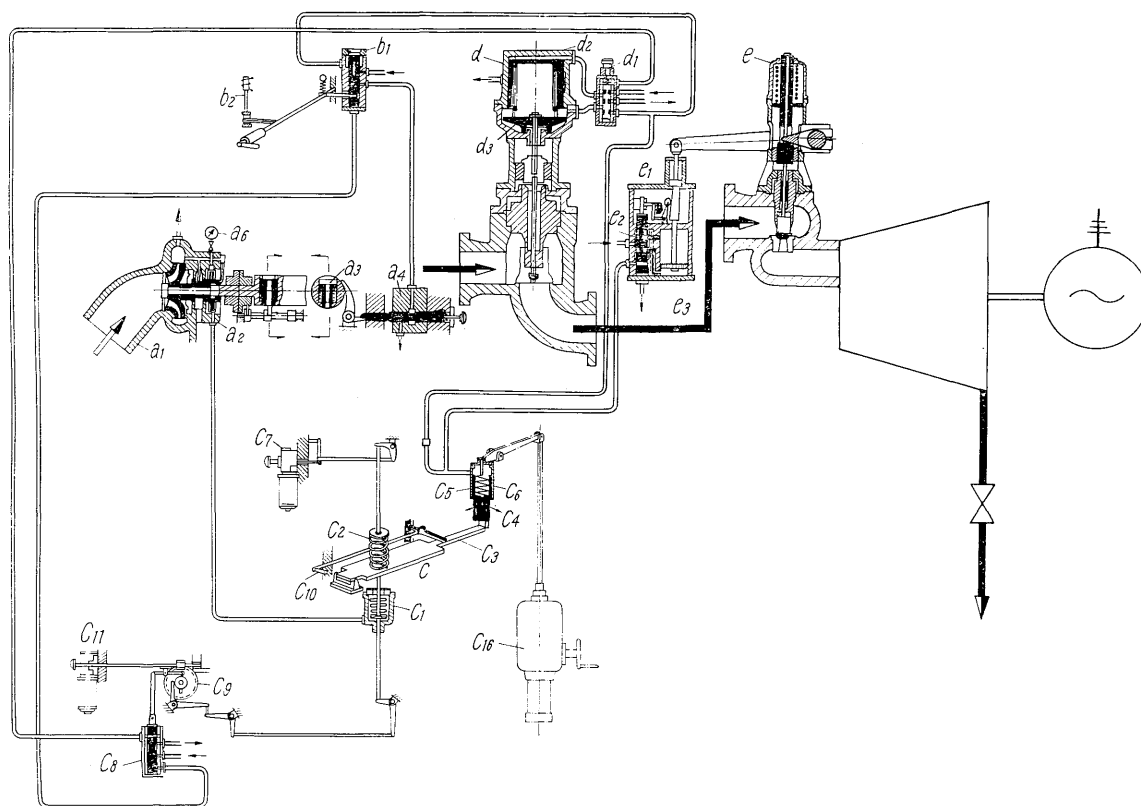 b₁
d
d₂
d₁
e
b₂
d₃
e₁
e₂
a₆
a₃
a₄
a₁
a₂
e₃
C₇
C₅
C₆
C₄
C₂
C₃
C
C₁₀
C₁
C₁₁
C₁₆
C₉
C₈